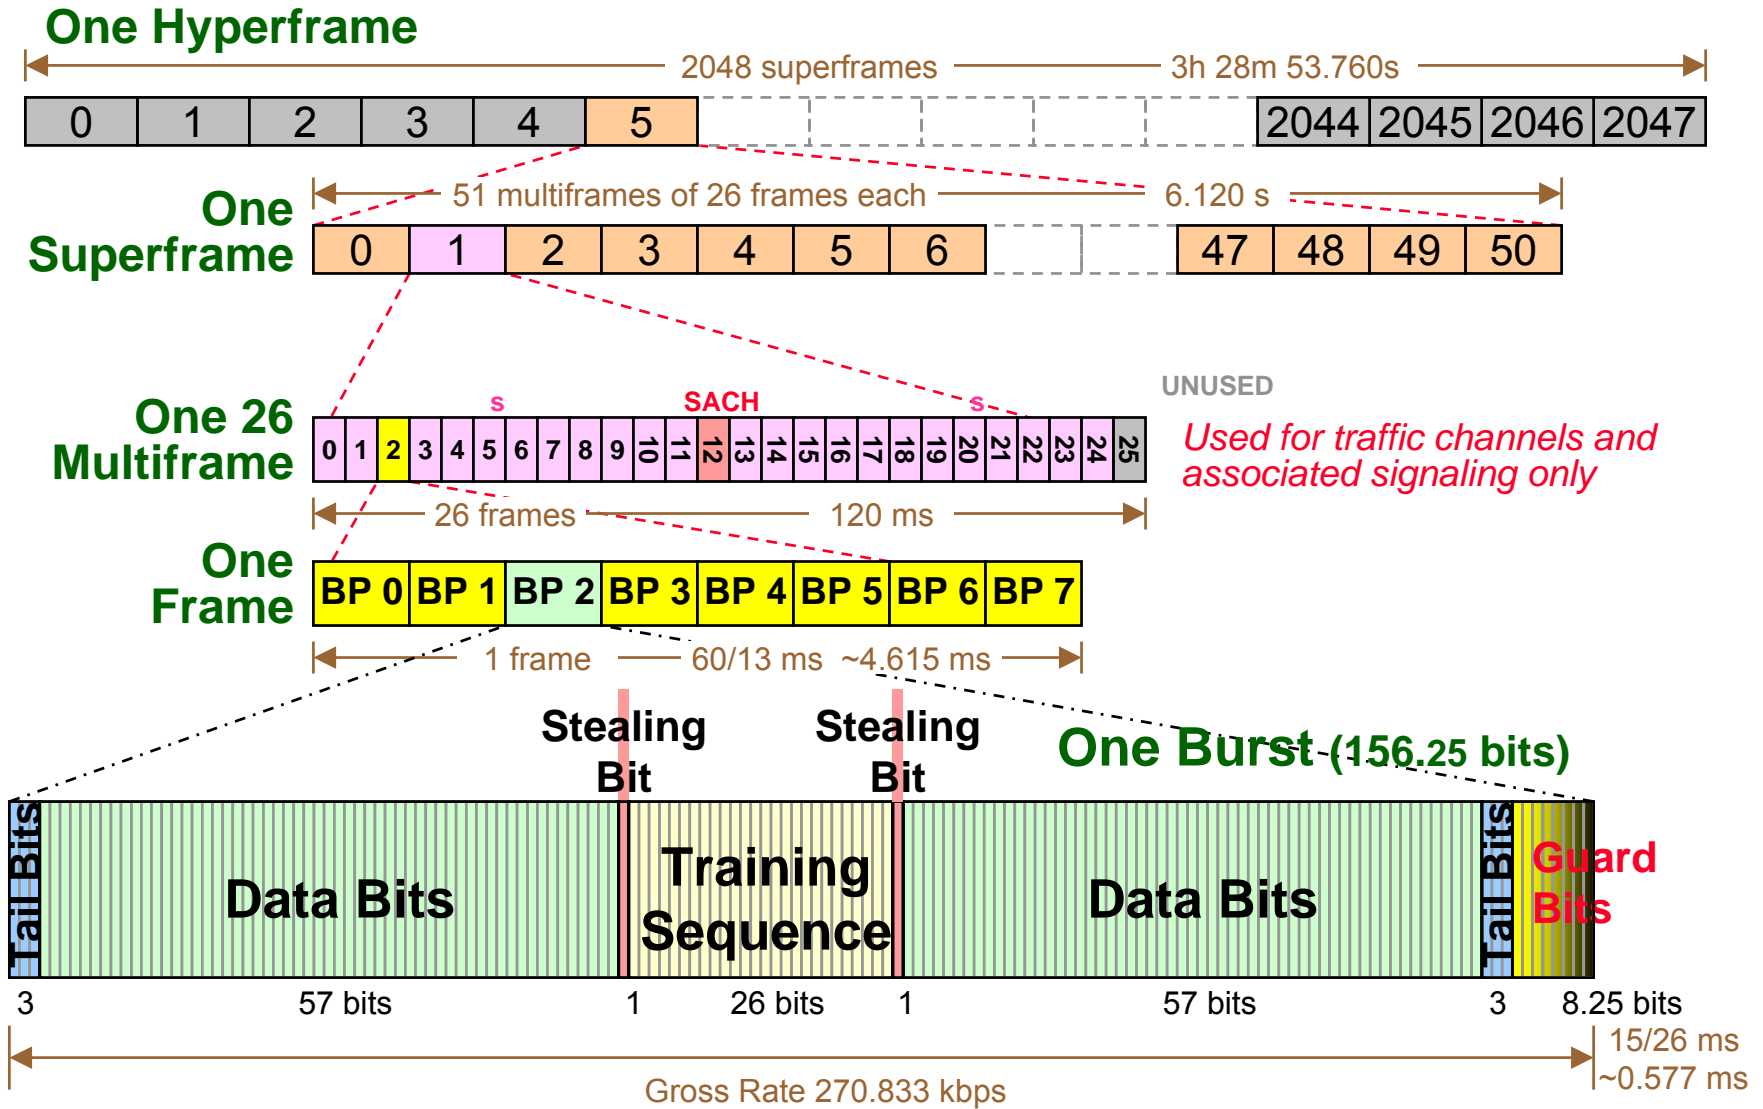 One Hyperframe
2048 superframes 3h 28m 53.760s
0 1 2 3 4 5 2044 2045 2046 2047
51 multiframes of 26 frames each 6.120 s
One
Superframe
0 1 2 3 4 5 6 47 48 49 50
UNUSED
s SACH s
One 26
Multiframe
0 1 2 3 4 5 6 7 8 9 10 11 12 13 14 15 16 17 18 19 20 21 22 23 24 25
Used for traffic channels and
associated signaling only
26 frames 120 ms
One
Frame
BP 0 BP 1 BP 2 BP 3 BP 4 BP 5 BP 6 BP 7
1 frame 60/13 ms ~4.615 ms
Stealing
Bit
Stealing
Bit
One Burst (156.25 bits)
Tail Bits
Data Bits
Training
Sequence
Data Bits
Tail Bits
Guard
Bits
3 57 bits 1 26 bits 1 57 bits 3 8.25 bits
15/26 ms
~0.577 ms
Gross Rate 270.833 kbps